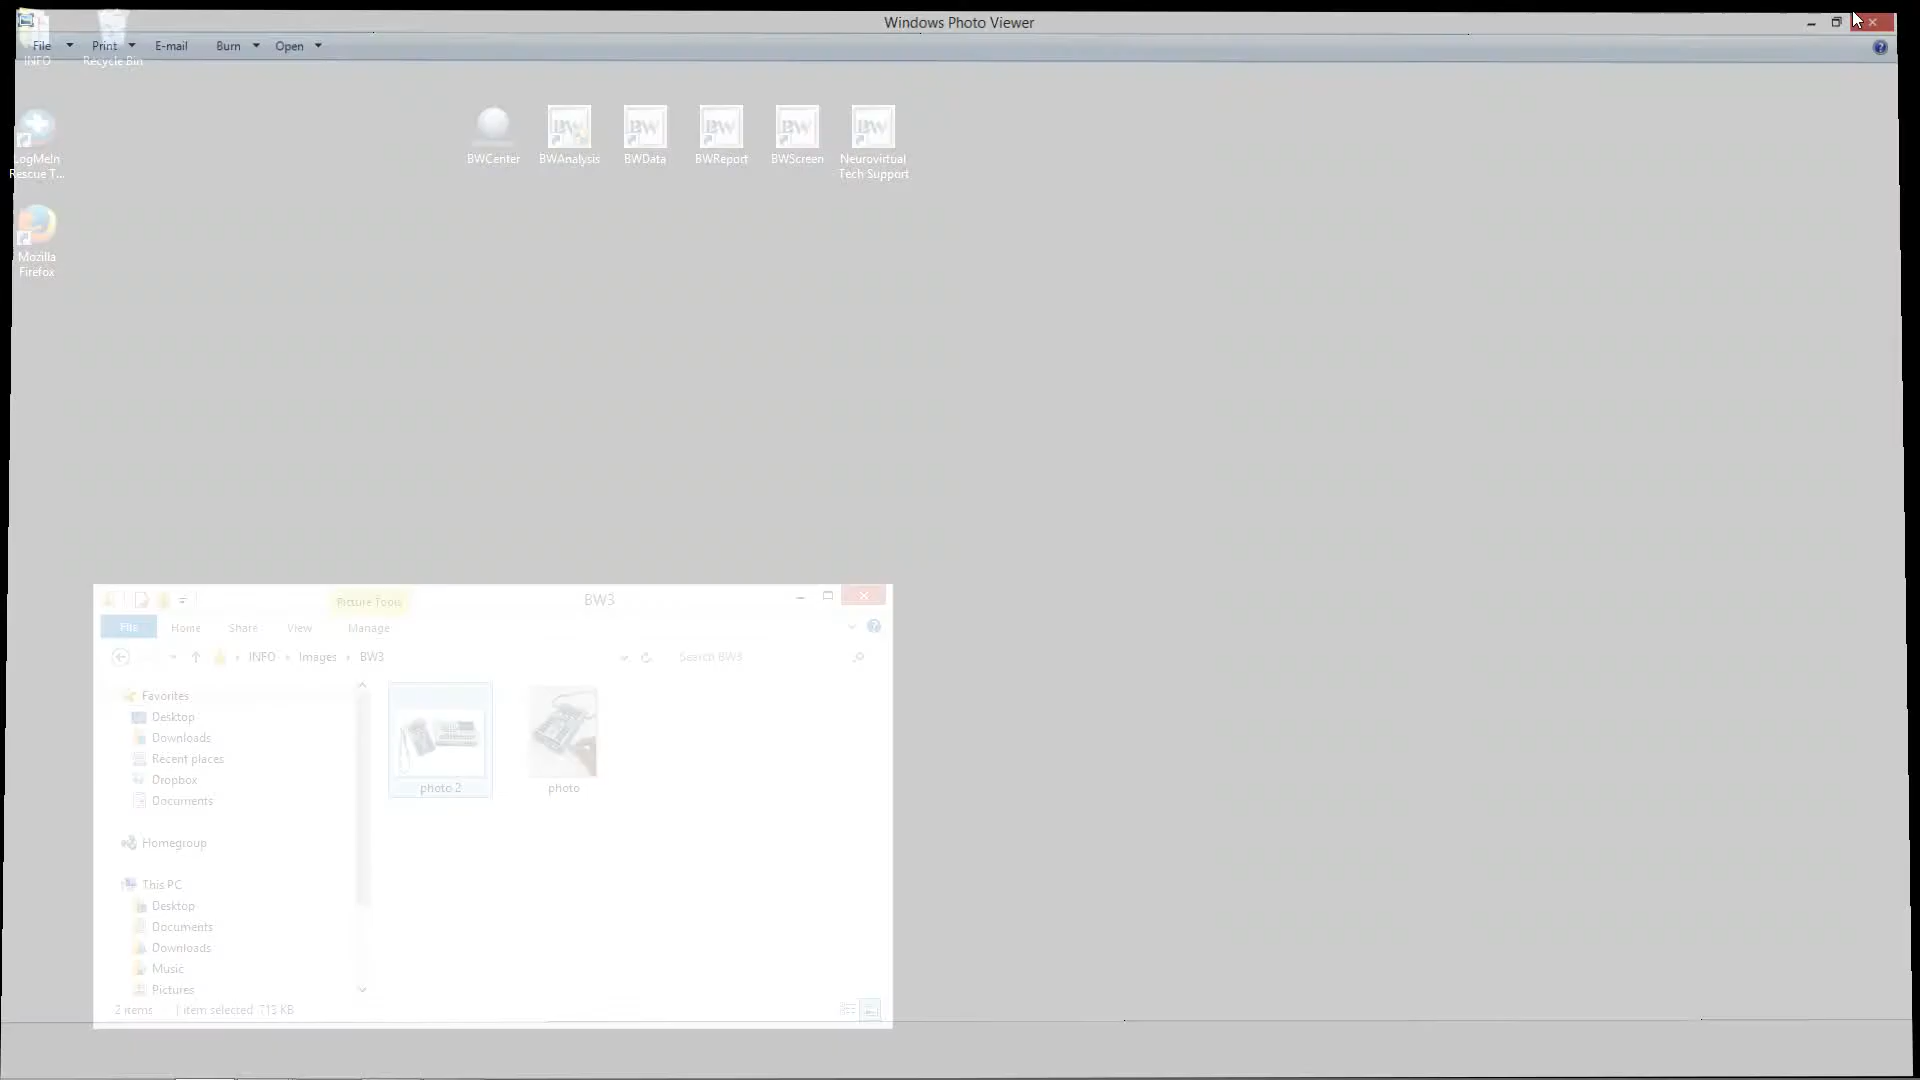 Windows Photo Viewer
File Print E-mail Burn Open
INFO
Recycle Bin
LogMeIn
Rescue T...
BWCenter
BWAnalysis
BWData
BWReport
BWScreen
Neurovirtual
Tech Support
Mozilla
Firefox
Picture Tools
BW3
File Home Share View Manage
INFO Images BW3
Search BW3
Favorites
Desktop
Downloads
Recent places
Dropbox
Documents
Homegroup
This PC
Desktop
Documents
Downloads
Music
Pictures
photo 2
photo
2 items 1 item selected 715 KB